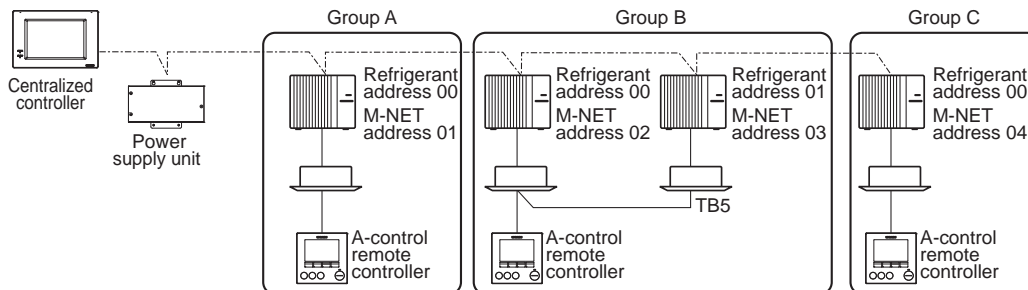 Group A
Group B
Group C
Centralized
controller
Power
supply unit
Refrigerant
address 00
M-NET
address 01
A-control
remote
controller
Refrigerant
address 00
M-NET
address 02
Refrigerant
address 01
M-NET
address 03
TB5
A-control
remote
controller
Refrigerant
address 00
M-NET
address 04
A-control
remote
controller